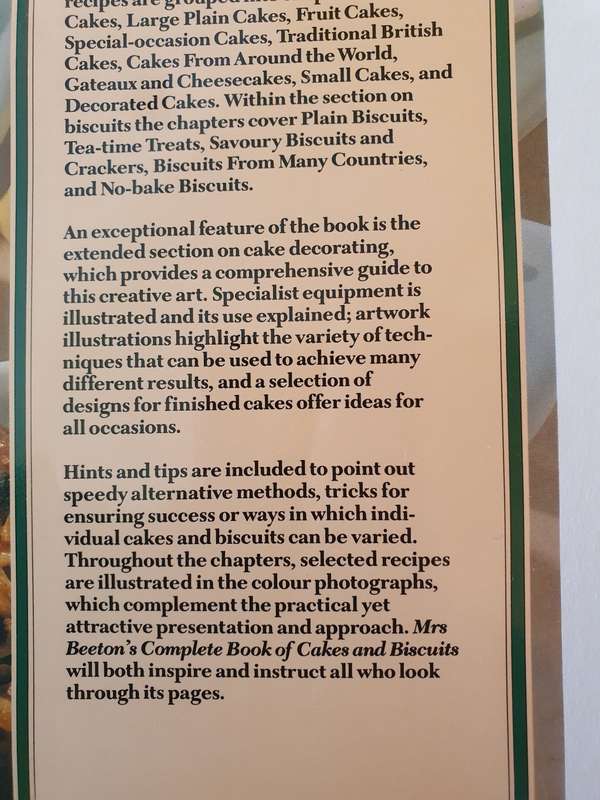 recipes are grouped into
Cakes, Large Plain Cakes, Fruit Cakes,
Special-occasion Cakes, Traditional British
Cakes, Cakes From Around the World,
Gateaux and Cheesecakes, Small Cakes, and
Decorated Cakes. Within the section on
biscuits the chapters cover Plain Biscuits,
Tea-time Treats, Savoury Biscuits and
Crackers, Biscuits From Many Countries,
and No-bake Biscuits.
An exceptional feature of the book is the
extended section on cake decorating,
which provides a comprehensive guide to
this creative art. Specialist equipment is
illustrated and its use explained; artwork
illustrations highlight the variety of tech-
niques that can be used to achieve many
different results, and a selection of
designs for finished cakes offer ideas for
all occasions.
Hints and tips are included to point out
speedy alternative methods, tricks for
ensuring success or ways in which indi-
vidual cakes and biscuits can be varied.
Throughout the chapters, selected recipes
are illustrated in the colour photographs,
which complement the practical yet
attractive presentation and approach. Mrs
Beeton's Complete Book of Cakes and Biscuits
will both inspire and instruct all who look
through its pages.